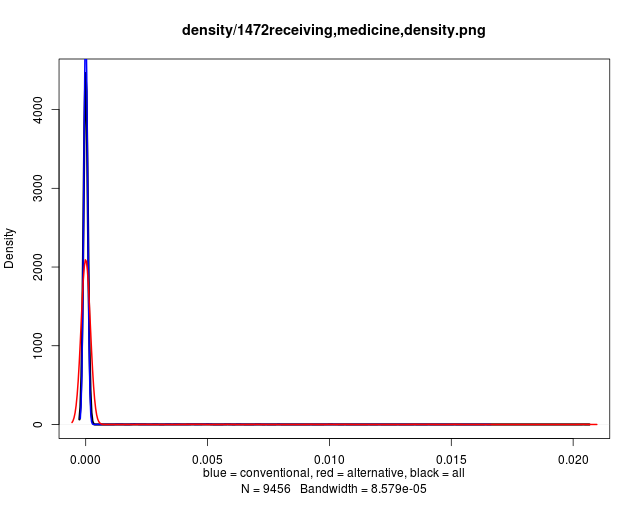 density/1472receiving,medicine,density.png
Density
4000
3000
2000
1000
0
0.000 0.005 0.010 0.015 0.020
blue = conventional, red = alternative, black = all
N = 9456 Bandwidth = 8.579e-05